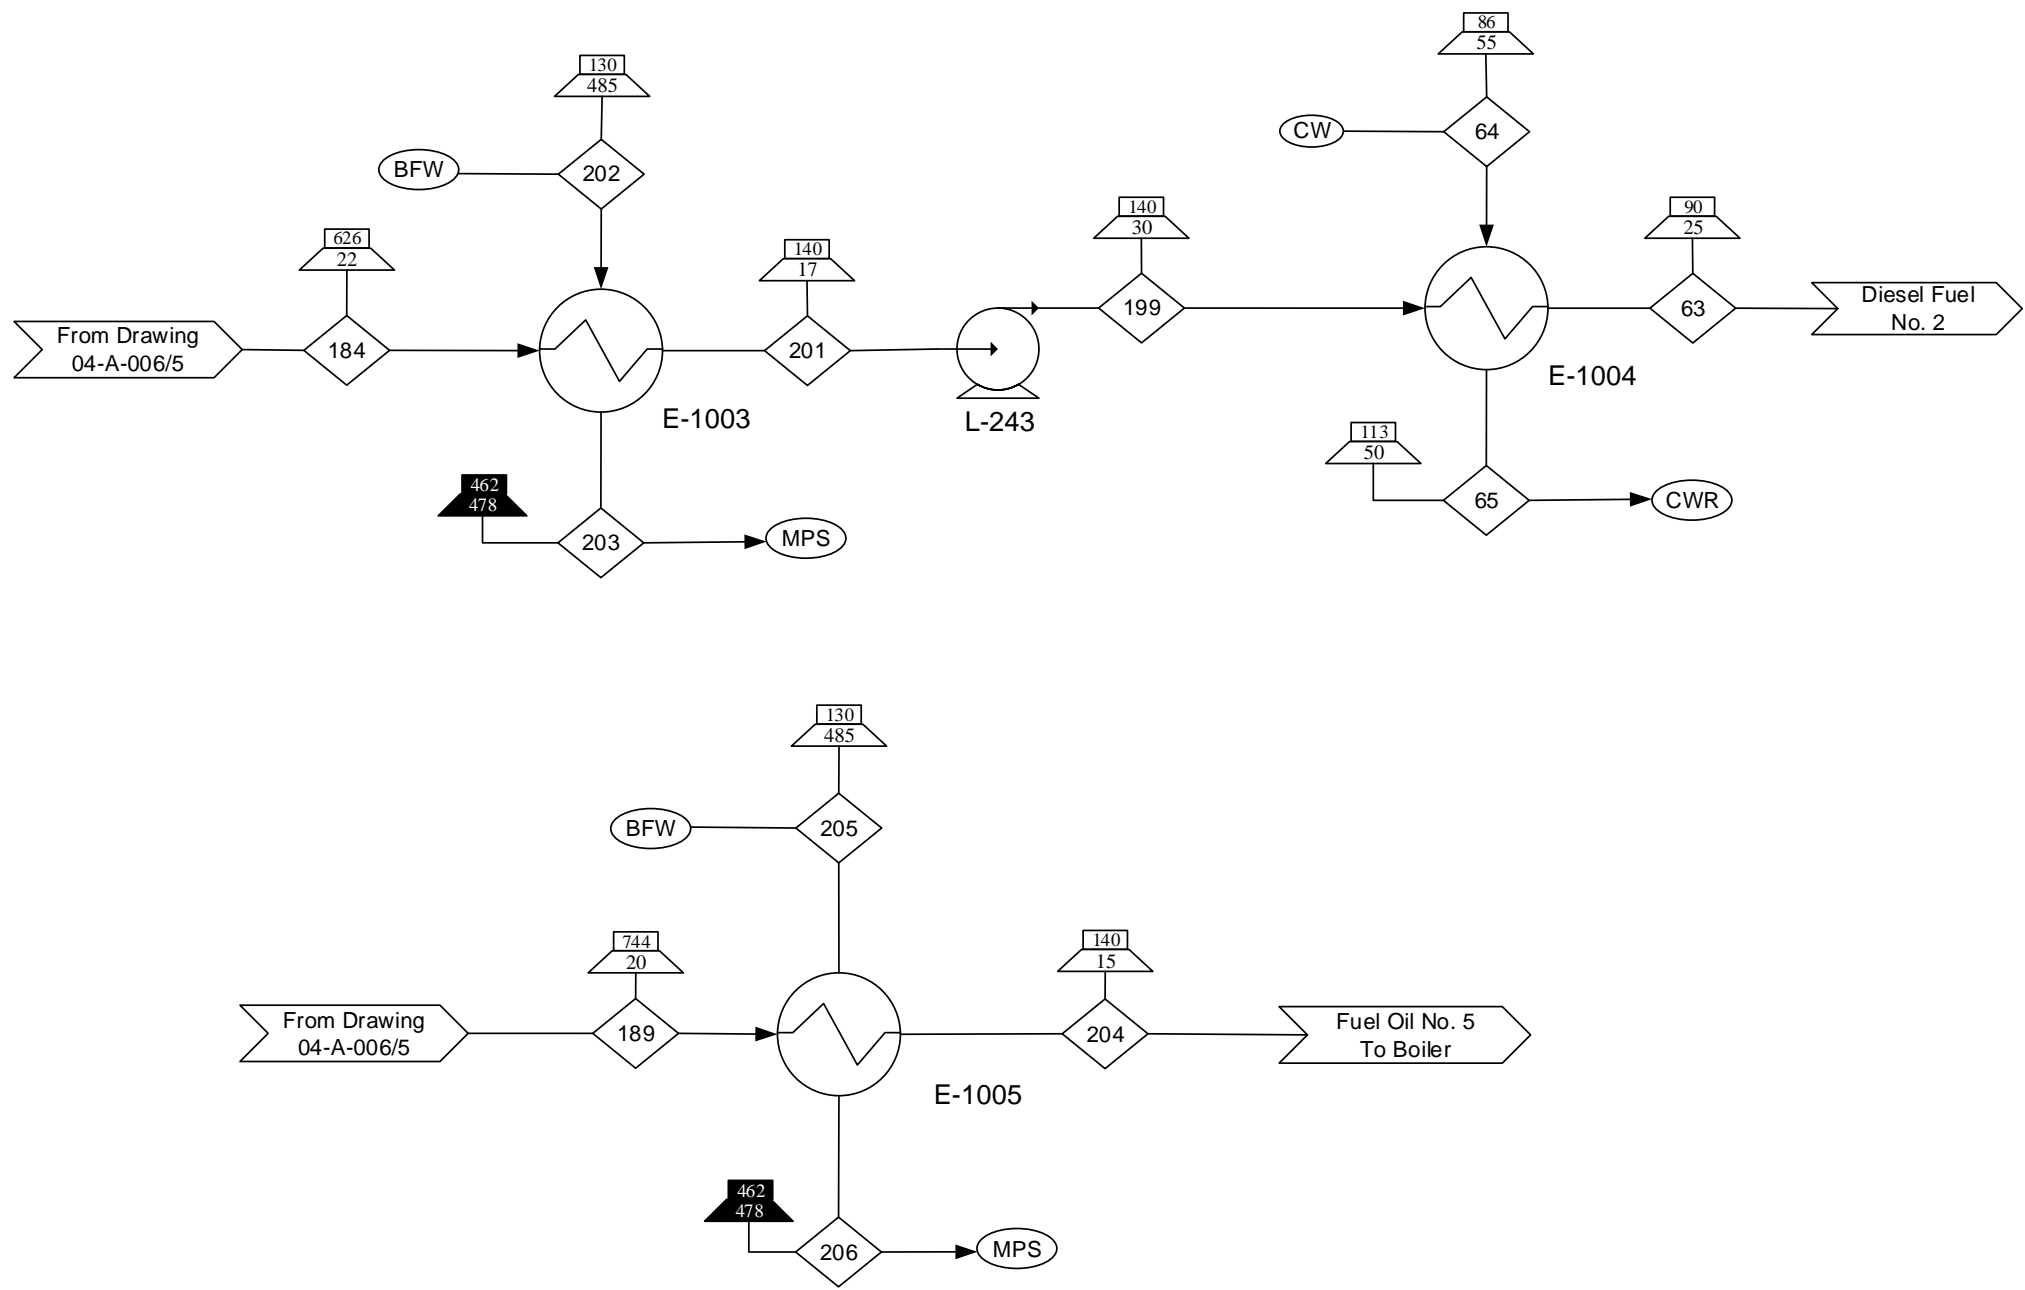 86
55
130
485
CW
64
BFW
202
140
30
90
25
626
22
140
17
Diesel Fuel
No. 2
199
63
From Drawing
04-A-006/5
184
201
E-1004
E-1003
L-243
113
50
462
478
65
CWR
203
MPS
130
485
BFW
205
744
20
140
15
From Drawing
04-A-006/5
189
204
Fuel Oil No. 5
To Boiler
E-1005
462
478
206
MPS